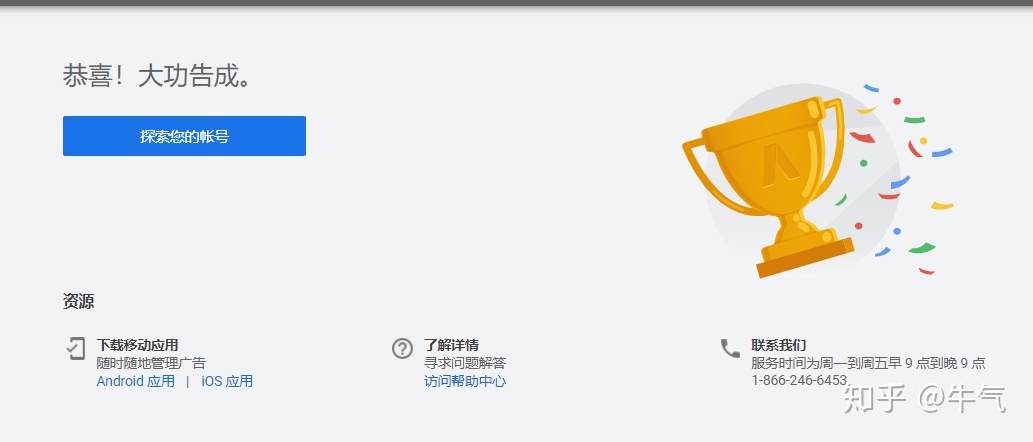 恭喜！大功告成。
探索您的帐号
资源
下载移动应用
随时随地管理广告
Android 应用 | iOS 应用
了解详情
寻求问题解答
访问帮助中心
联系我们
服务时间为周一到周五早 9 点到晚 9 点
1-866-246-6453
知乎 @牛气